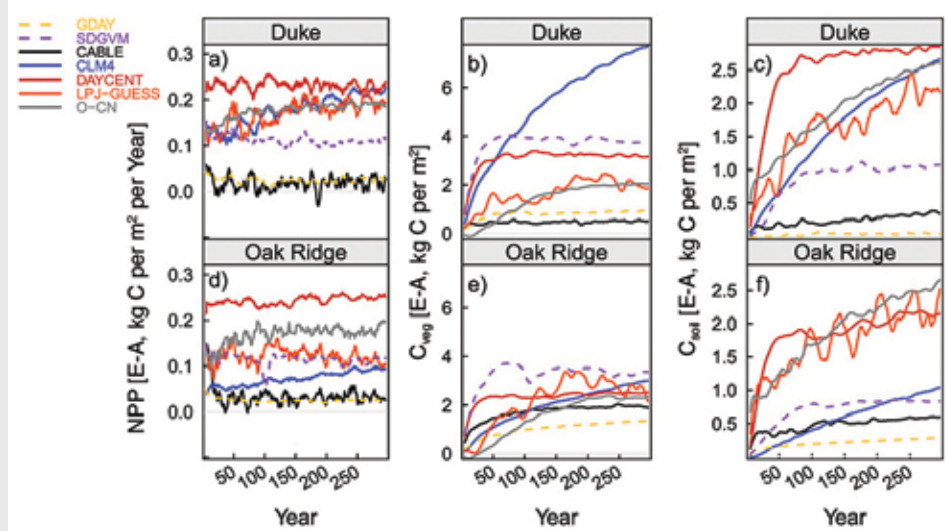 GDAY
SDGVM
CABLE
CLM4
DAYCENT
LPJ-GUESS
O-CN
Duke
Duke
Duke
a)
b)
c)
0.3
0.2
0.1
0.0
6
4
2
0
2.5
2.0
1.5
1.0
0.5
Oak Ridge
Oak Ridge
Oak Ridge
d)
e)
f)
0.3
0.2
0.1
0.0
6
4
2
0
2.5
2.0
1.5
1.0
0.5
NPP [E-A, kg C per m² per Year]
Cveg [E-A, kg C per m²]
Csoil [E-A, kg C per m²]
50 100 150 200 250
50 100 150 200 250
50 100 150 200 250
Year
Year
Year